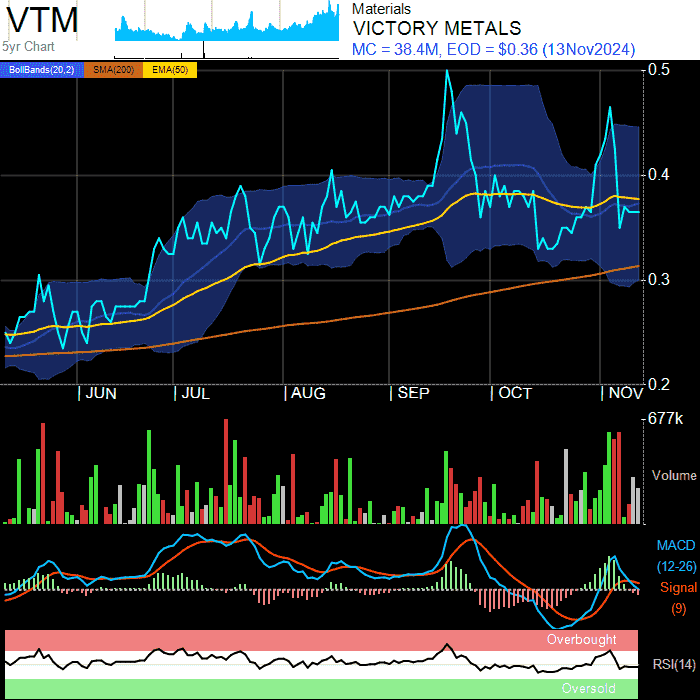 VTM
5yr Chart
Materials
VICTORY METALS
MC = 38.4M, EOD = $0.36 (13Nov2024)
BollBands(20,2) SMA(200) EMA(50)
0.5
0.4
0.3
0.2
| JUN | JUL | AUG | SEP | OCT | NOV
677k
Volume
MACD
(12-26)
Signal
(9)
Overbought
RSI(14)
Oversold